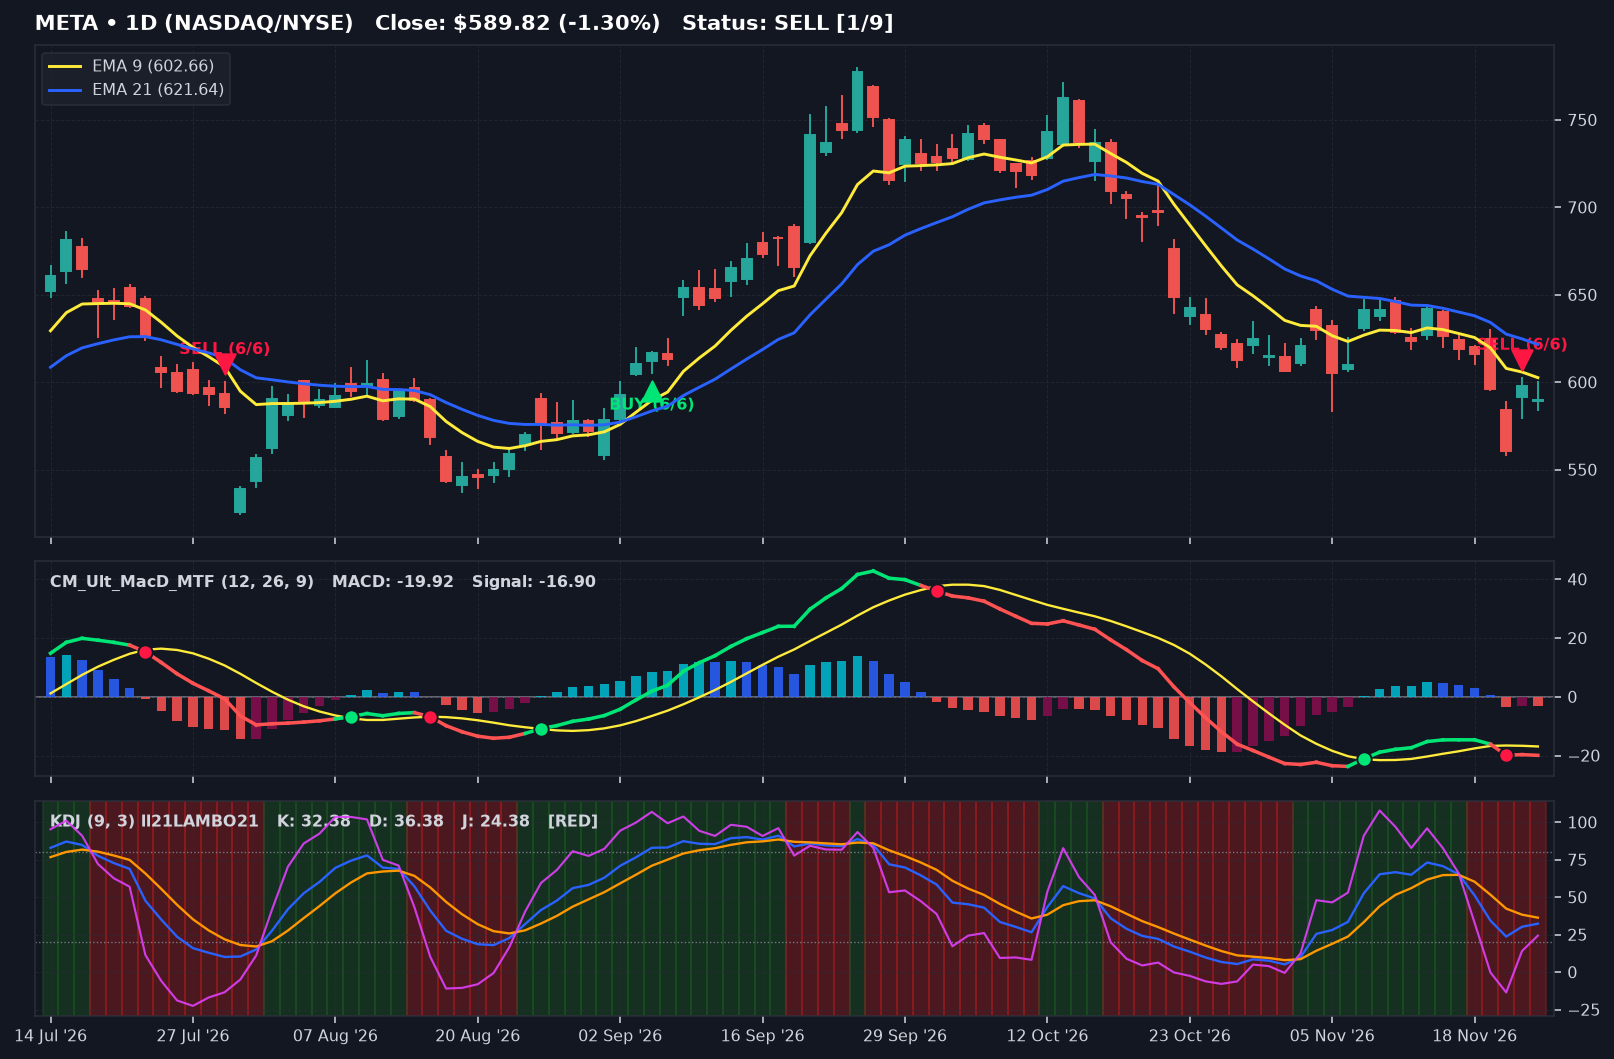 META • 1D (NASDAQ/NYSE)   Close: $589.82 (-1.30%)   Status: SELL [1/9]
EMA 9 (602.66)
EMA 21 (621.64)
750
700
650
600
550
SELL (6/6)
BUY (6/6)
SELL (6/6)
CM_Ult_MacD_MTF (12, 26, 9)   MACD: -19.92   Signal: -16.90
40
20
0
−20
KDJ (9, 3) II21LAMBO21   K: 32.38   D: 36.38   J: 24.38   [RED]
100
75
50
25
0
−25
14 Jul '26
27 Jul '26
07 Aug '26
20 Aug '26
02 Sep '26
16 Sep '26
29 Sep '26
12 Oct '26
23 Oct '26
05 Nov '26
18 Nov '26